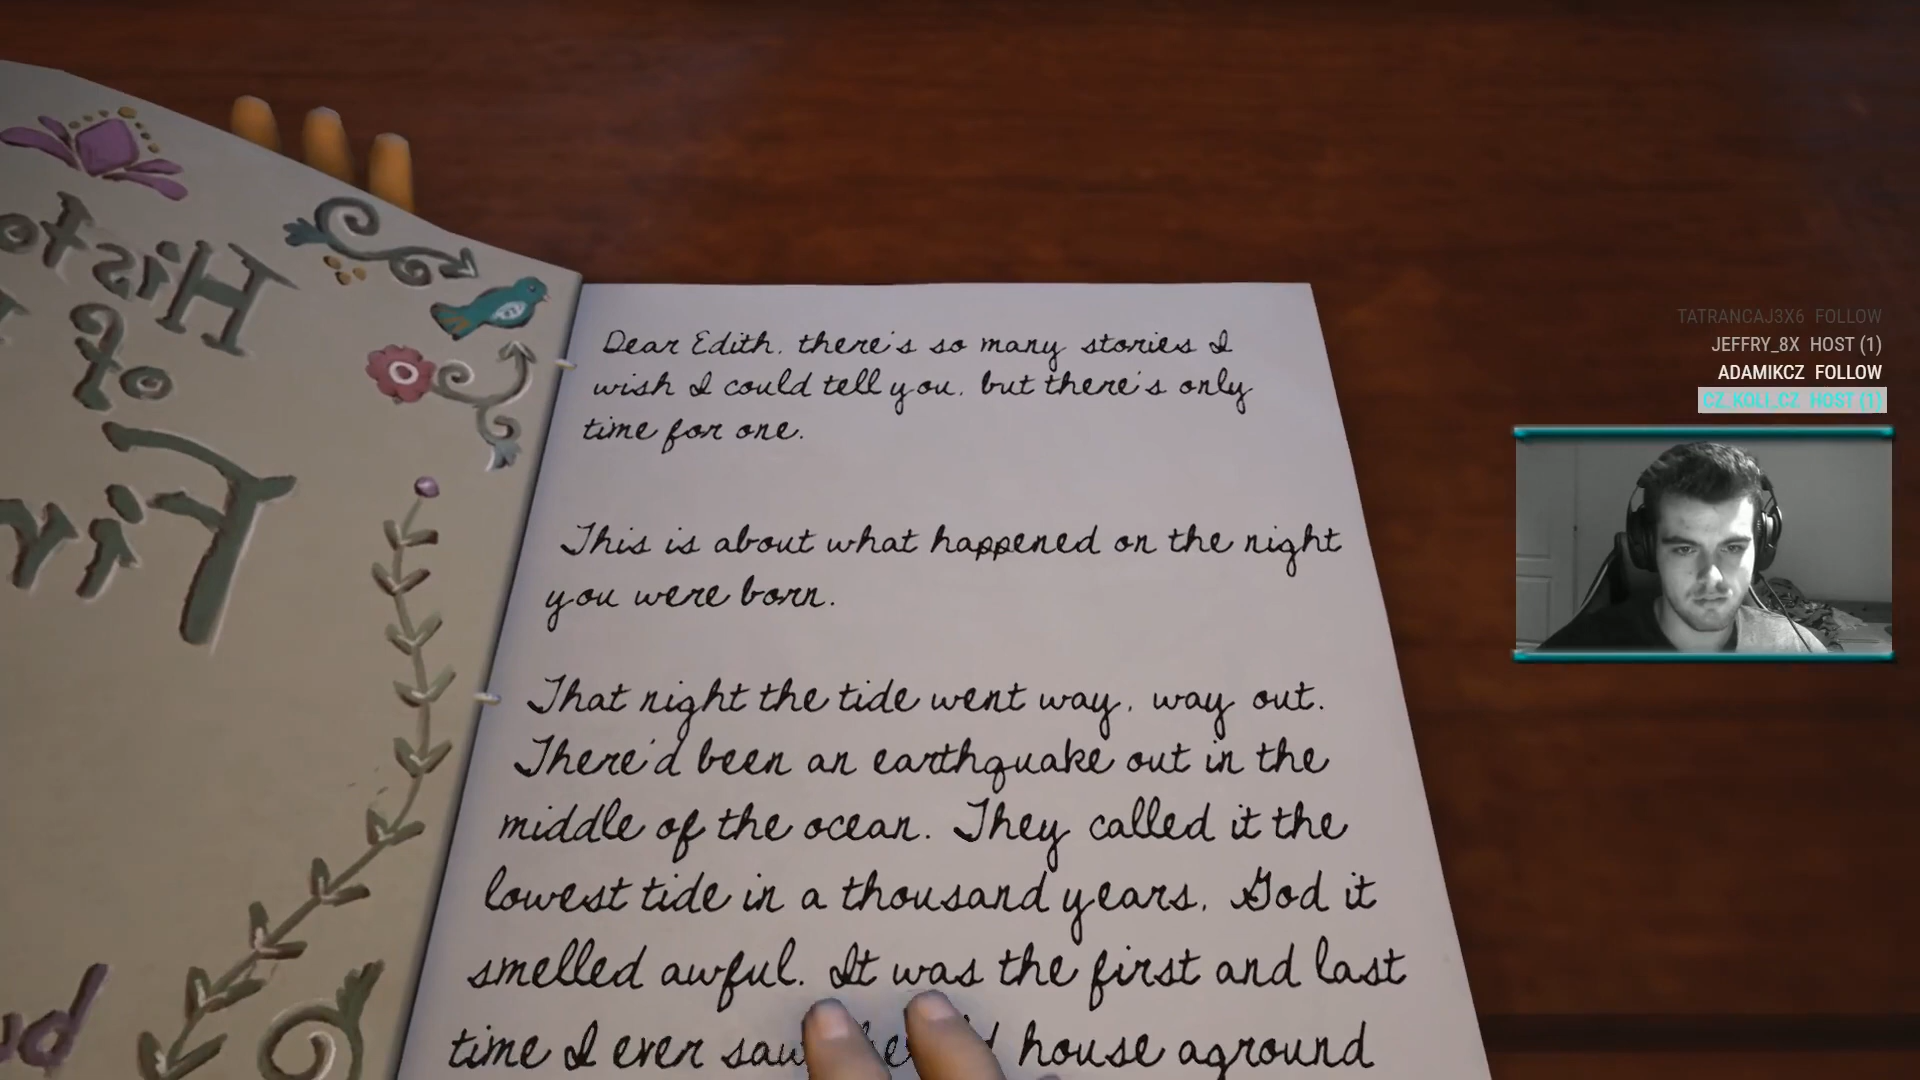 Histo
of
Fin
Dear Edith, there's so many stories I
wish I could tell you, but there's only
time for one.
This is about what happened on the night
you were born.
That night the tide went way, way out.
There'd been an earthquake out in the
middle of the ocean. They called it the
lowest tide in a thousand years. God it
smelled awful. It was the first and last
time I ever saw house aground
TATRANCAJ3X6 FOLLOW
JEFFRY_8X HOST (1)
ADAMIKCZ FOLLOW
CZ_KOLI_CZ HOST (1)